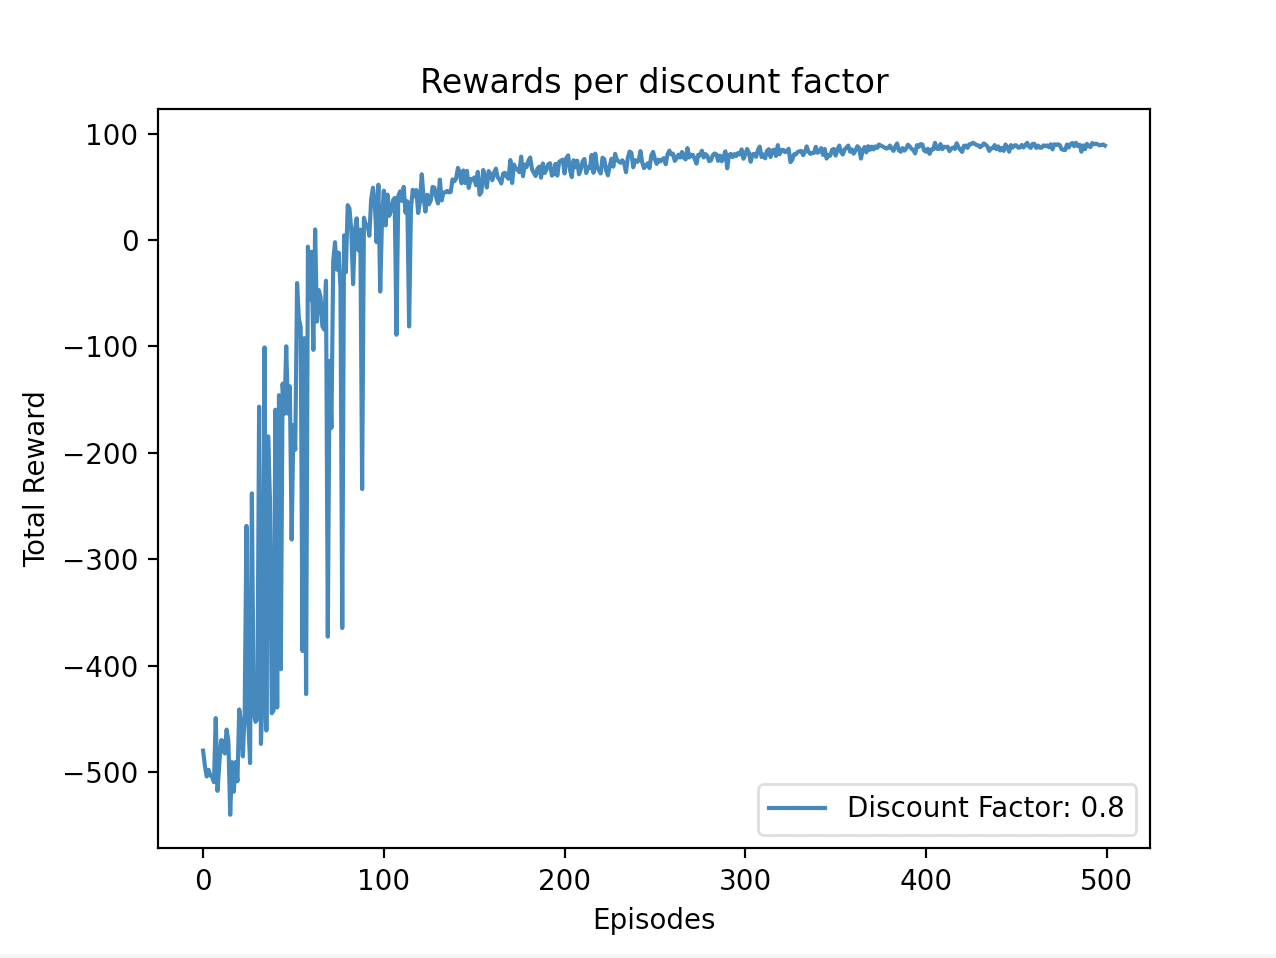 Rewards per discount factor
Total Reward
100
0
−100
−200
−300
−400
−500
Discount Factor: 0.8
0 100 200 300 400 500
Episodes